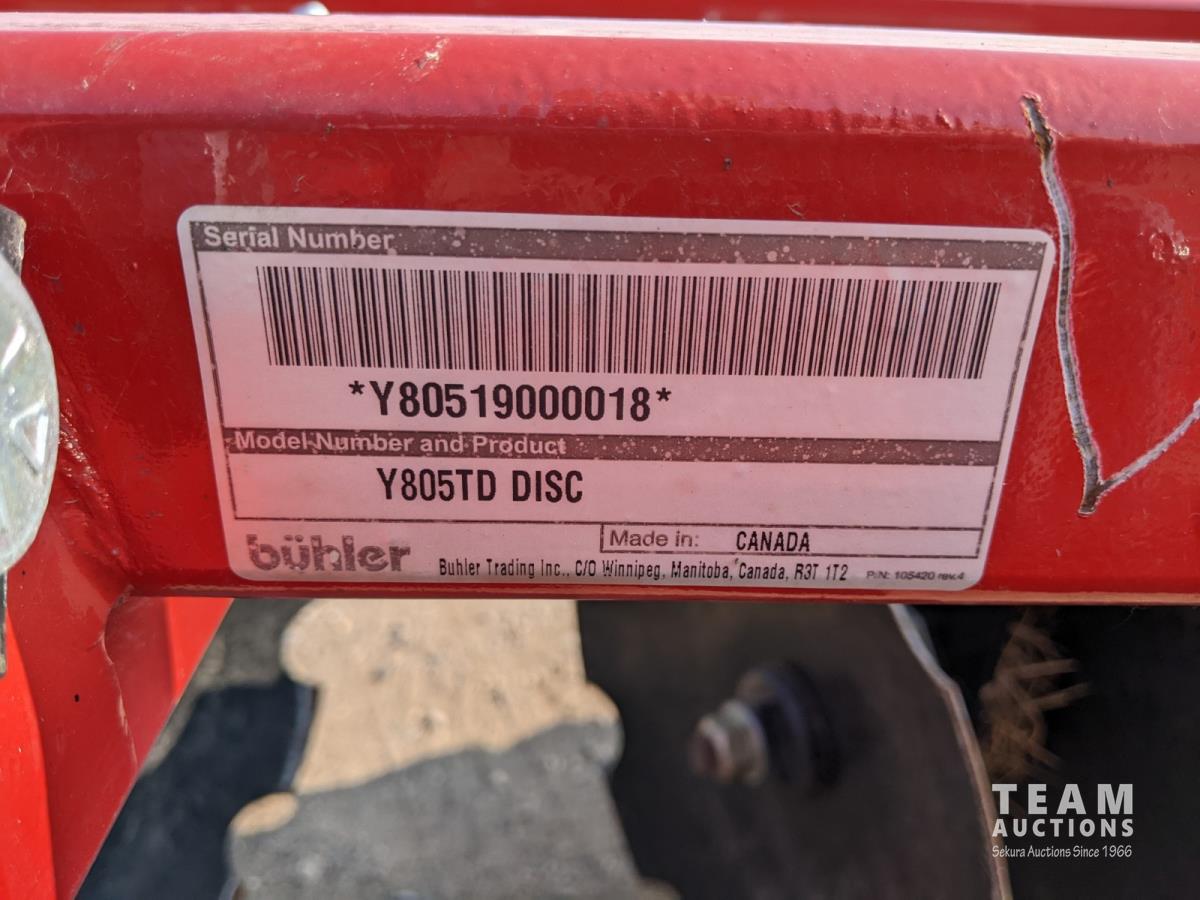 Serial Number
*Y80519000018*
Model Number and Product
Y805TD DISC
Made in: CANADA
bühler
Buhler Trading Inc., C/O Winnipeg, Manitoba, Canada, R3T 1T2
P/N: 105420 rev.4
TEAM
AUCTIONS
Sekura Auctions Since 1966